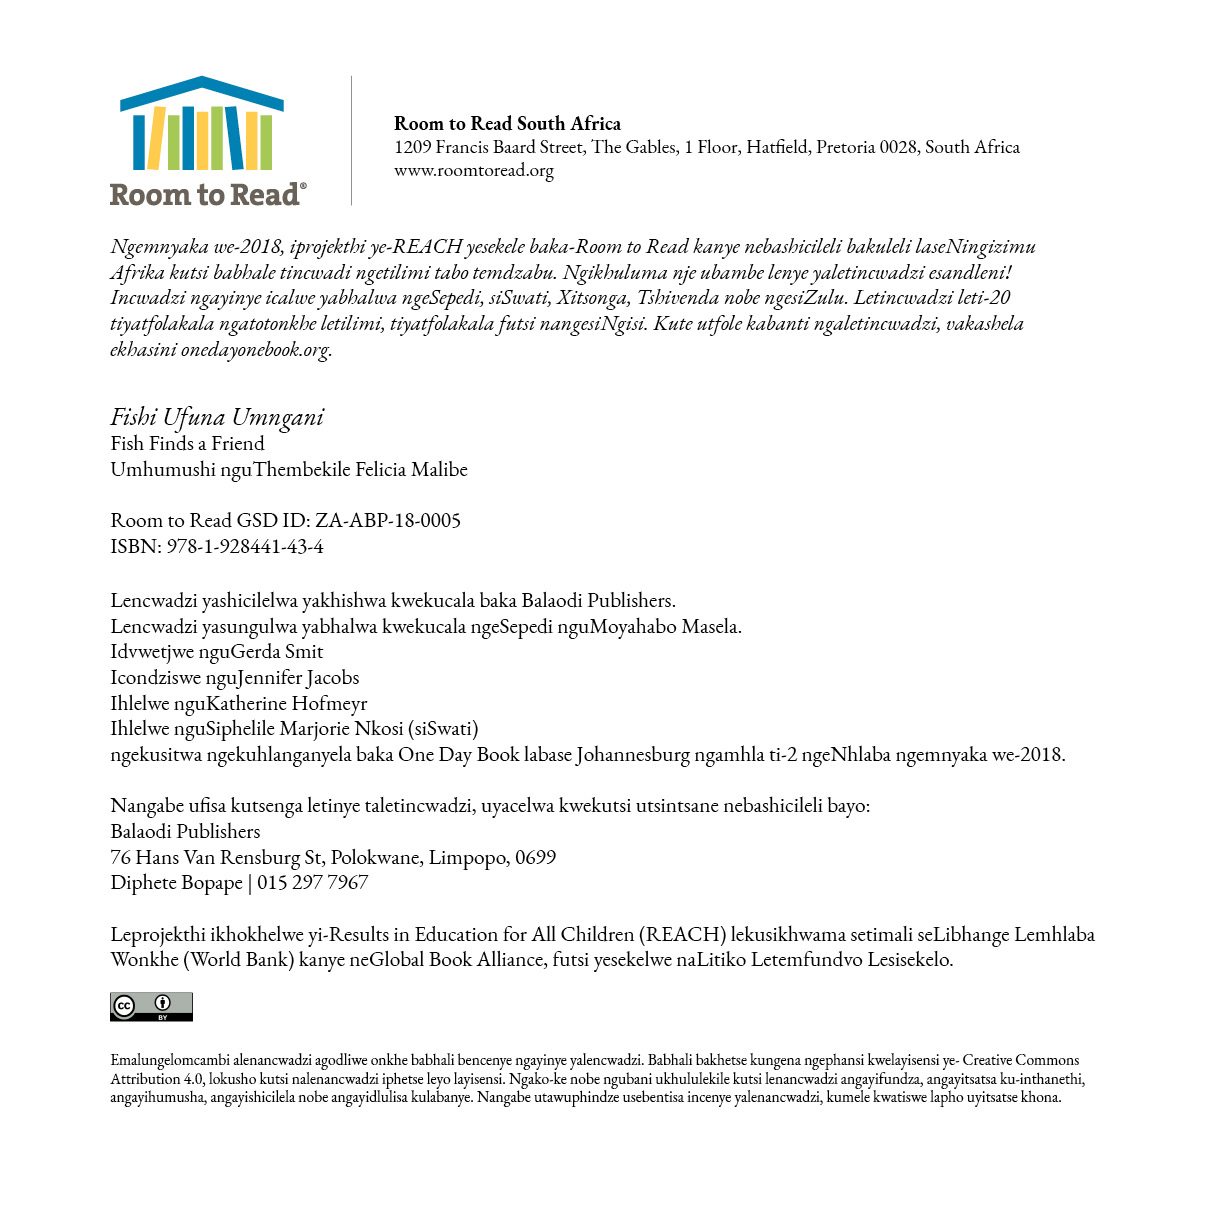 Room to Read®
Room to Read South Africa
1209 Francis Baard Street, The Gables, 1 Floor, Hatfield, Pretoria 0028, South Africa
www.roomtoread.org
Ngemnyaka we-2018, iprojekthi ye-REACH yesekele baka-Room to Read kanye nebashicileli bakuleli laseNingizimu
Afrika kutsi babhale tincwadi ngetilimi tabo temdzabu. Ngikhuluma nje ubambe lenye yaletincwadzi esandleni!
Incwadzi ngayinye icalwe yabhalwa ngeSepedi, siSwati, Xitsonga, Tshivenda nobe ngesiZulu. Letincwadzi leti-20
tiyatfolakala ngatotonkhe letilimi, tiyatfolakala futsi nangesiNgisi. Kute utfole kabanti ngaletincwadzi, vakashela
ekhasini onedayonebook.org.
Fishi Ufuna Umngani
Fish Finds a Friend
Umhumushi nguThembekile Felicia Malibe
Room to Read GSD ID: ZA-ABP-18-0005
ISBN: 978-1-928441-43-4
Lencwadzi yashicilelwa yakhishwa kwekucala baka Balaodi Publishers.
Lencwadzi yasungulwa yabhalwa kwekucala ngeSepedi nguMoyahabo Masela.
Idvwetjwe nguGerda Smit
Icondziswe nguJennifer Jacobs
Ihlelwe nguKatherine Hofmeyr
Ihlelwe nguSiphelile Marjorie Nkosi (siSwati)
ngekusitwa ngekuhlanganyela baka One Day Book labase Johannesburg ngamhla ti-2 ngeNhlaba ngemnyaka we-2018.
Nangabe ufisa kutsenga letinye taletincwadzi, uyacelwa kwekutsi utsintsane nebashicileli bayo:
Balaodi Publishers
76 Hans Van Rensburg St, Polokwane, Limpopo, 0699
Diphete Bopape | 015 297 7967
Leprojekthi ikhokhelwe yi-Results in Education for All Children (REACH) lekusikhwama setimali seLibhange Lemhlaba
Wonkhe (World Bank) kanye neGlobal Book Alliance, futsi yesekelwe naLitiko Letemfundvo Lesisekelo.
cc BY
Emalungelomcambi alenancwadzi agodliwe onkhe babhali bencenye ngayinye yalencwadzi. Babhali bakhetse kungena ngephansi kwelayisensi ye- Creative Commons
Attribution 4.0, lokusho kutsi nalenancwadzi iphetse leyo layisensi. Ngako-ke nobe ngubani ukhululekile kutsi lenancwadzi angayifundza, angayitsatsa ku-inthanethi,
angayihumusha, angayishicilela nobe angayidlulisa kulabanye. Nangabe utawuphindze usebentisa incenye yalenancwadzi, kumele kwatiswe lapho uyitsatse khona.